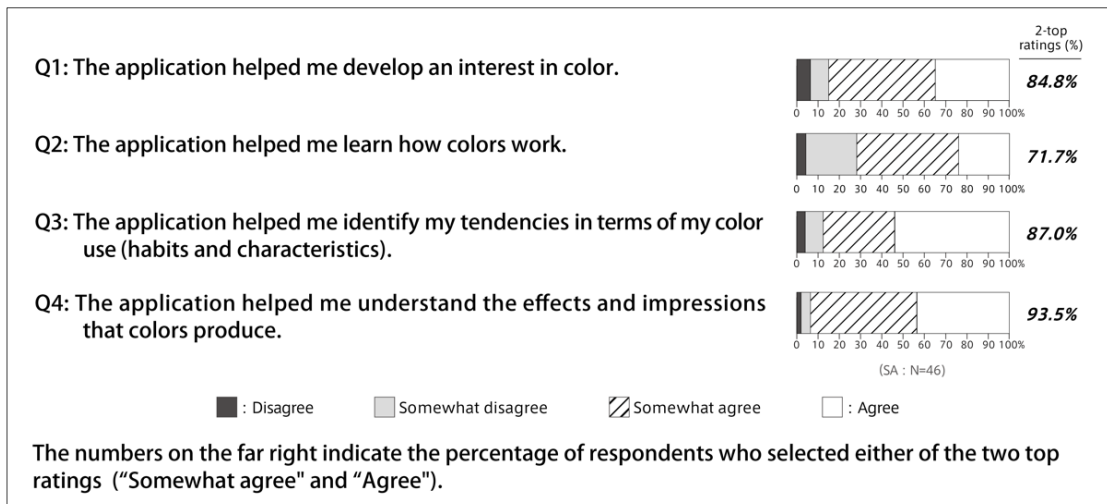 2-top
ratings (%)
Q1: The application helped me develop an interest in color.
84.8%
0 10 20 30 40 50 60 70 80 90 100%
Q2: The application helped me learn how colors work.
71.7%
0 10 20 30 40 50 60 70 80 90 100%
Q3: The application helped me identify my tendencies in terms of my color
use (habits and characteristics).
87.0%
0 10 20 30 40 50 60 70 80 90 100%
Q4: The application helped me understand the effects and impressions
that colors produce.
93.5%
0 10 20 30 40 50 60 70 80 90 100%
(SA : N=46)
: Disagree Somewhat disagree Somewhat agree : Agree
The numbers on the far right indicate the percentage of respondents who selected either of the two top
ratings (“Somewhat agree" and “Agree").